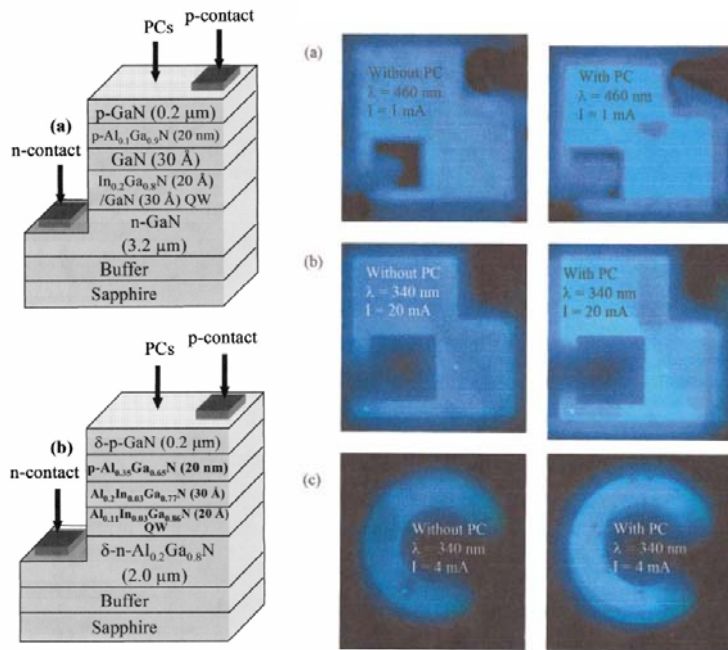 p-contact
PCs
p-GaN (0.2 μm)
(a)
p-Al0.1Ga0.9N (20 nm)
n-contact
GaN (30 Å)
In0.2Ga0.8N (20 Å)
/GaN (30 Å) QW
n-GaN
(3.2 μm)
Buffer
Sapphire
p-contact
PCs
(b)
δ-p-GaN (0.2 μm)
n-contact
p-Al0.35Ga0.65N (20 nm)
Al0.2In0.03Ga0.77N (30 Å)
Al0.11In0.03Ga0.86N (20 Å)
QW
δ-n-Al0.2Ga0.8N
(2.0 μm)
Buffer
Sapphire
(a)
Without PC
λ = 460 nm
I = 1 mA
With PC
λ = 460 nm
I = 1 mA
(b)
Without PC
λ = 340 nm
I = 20 mA
With PC
λ = 340 nm
I = 20 mA
(c)
Without PC
λ = 340 nm
I = 4 mA
With PC
λ = 340 nm
I = 4 mA